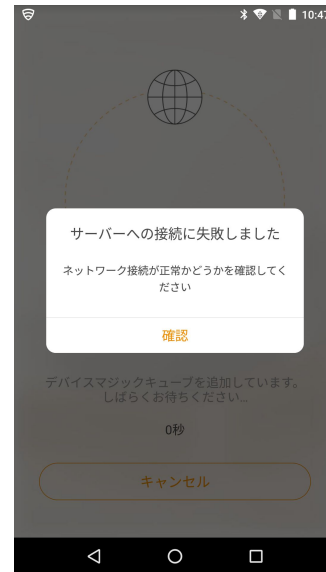 10:47
サーバーへの接続に失敗しました
ネットワーク接続が正常かどうかを確認してく
ださい
確認
デバイスマジックキューブを追加しています。
しばらくお待ちください...
0秒
キャンセル